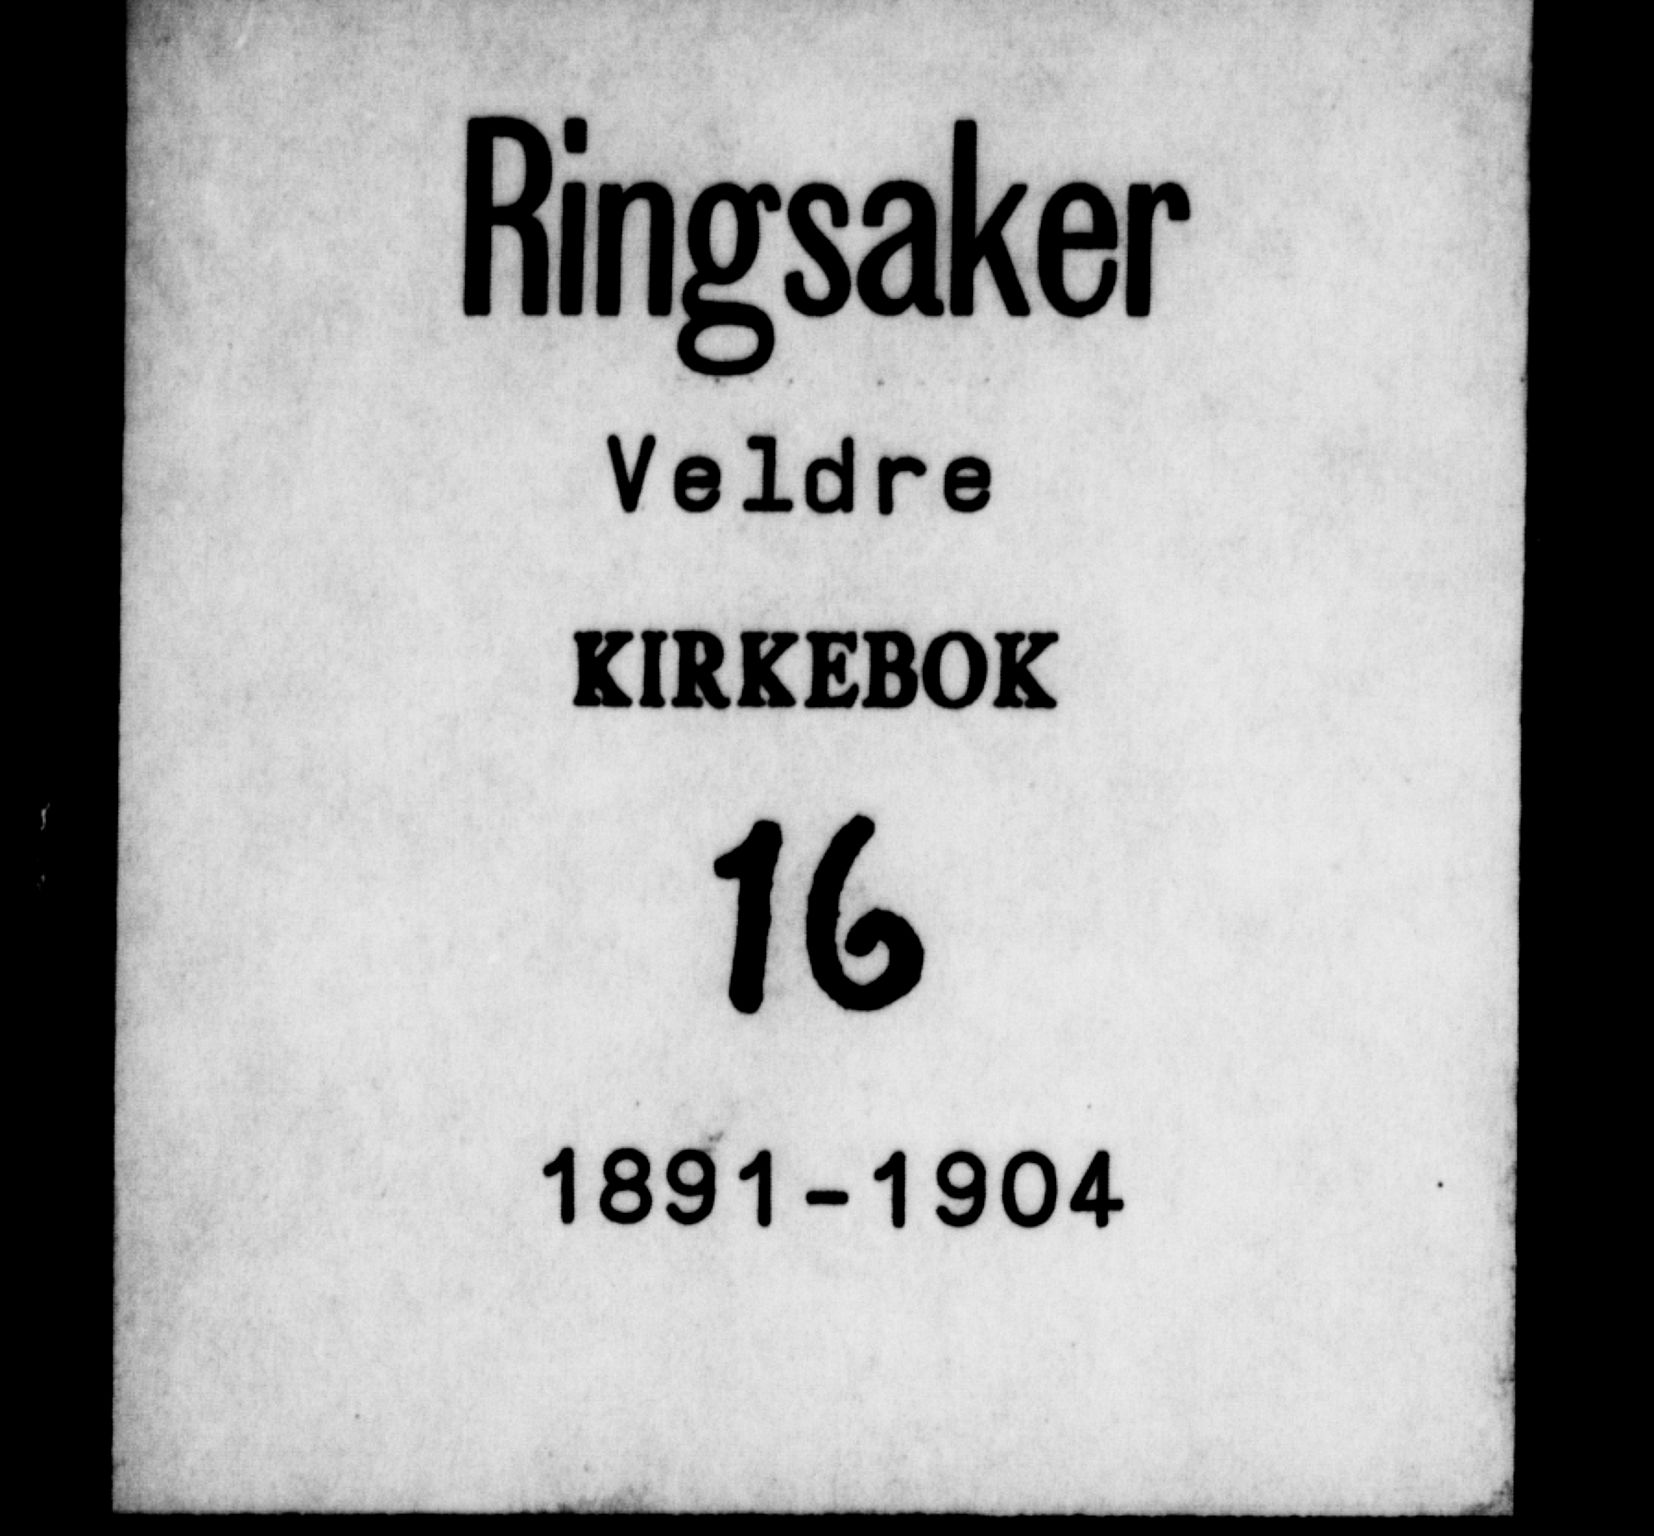 Ringsaker
Veldre
KIRKEBOK
16
1891-1904